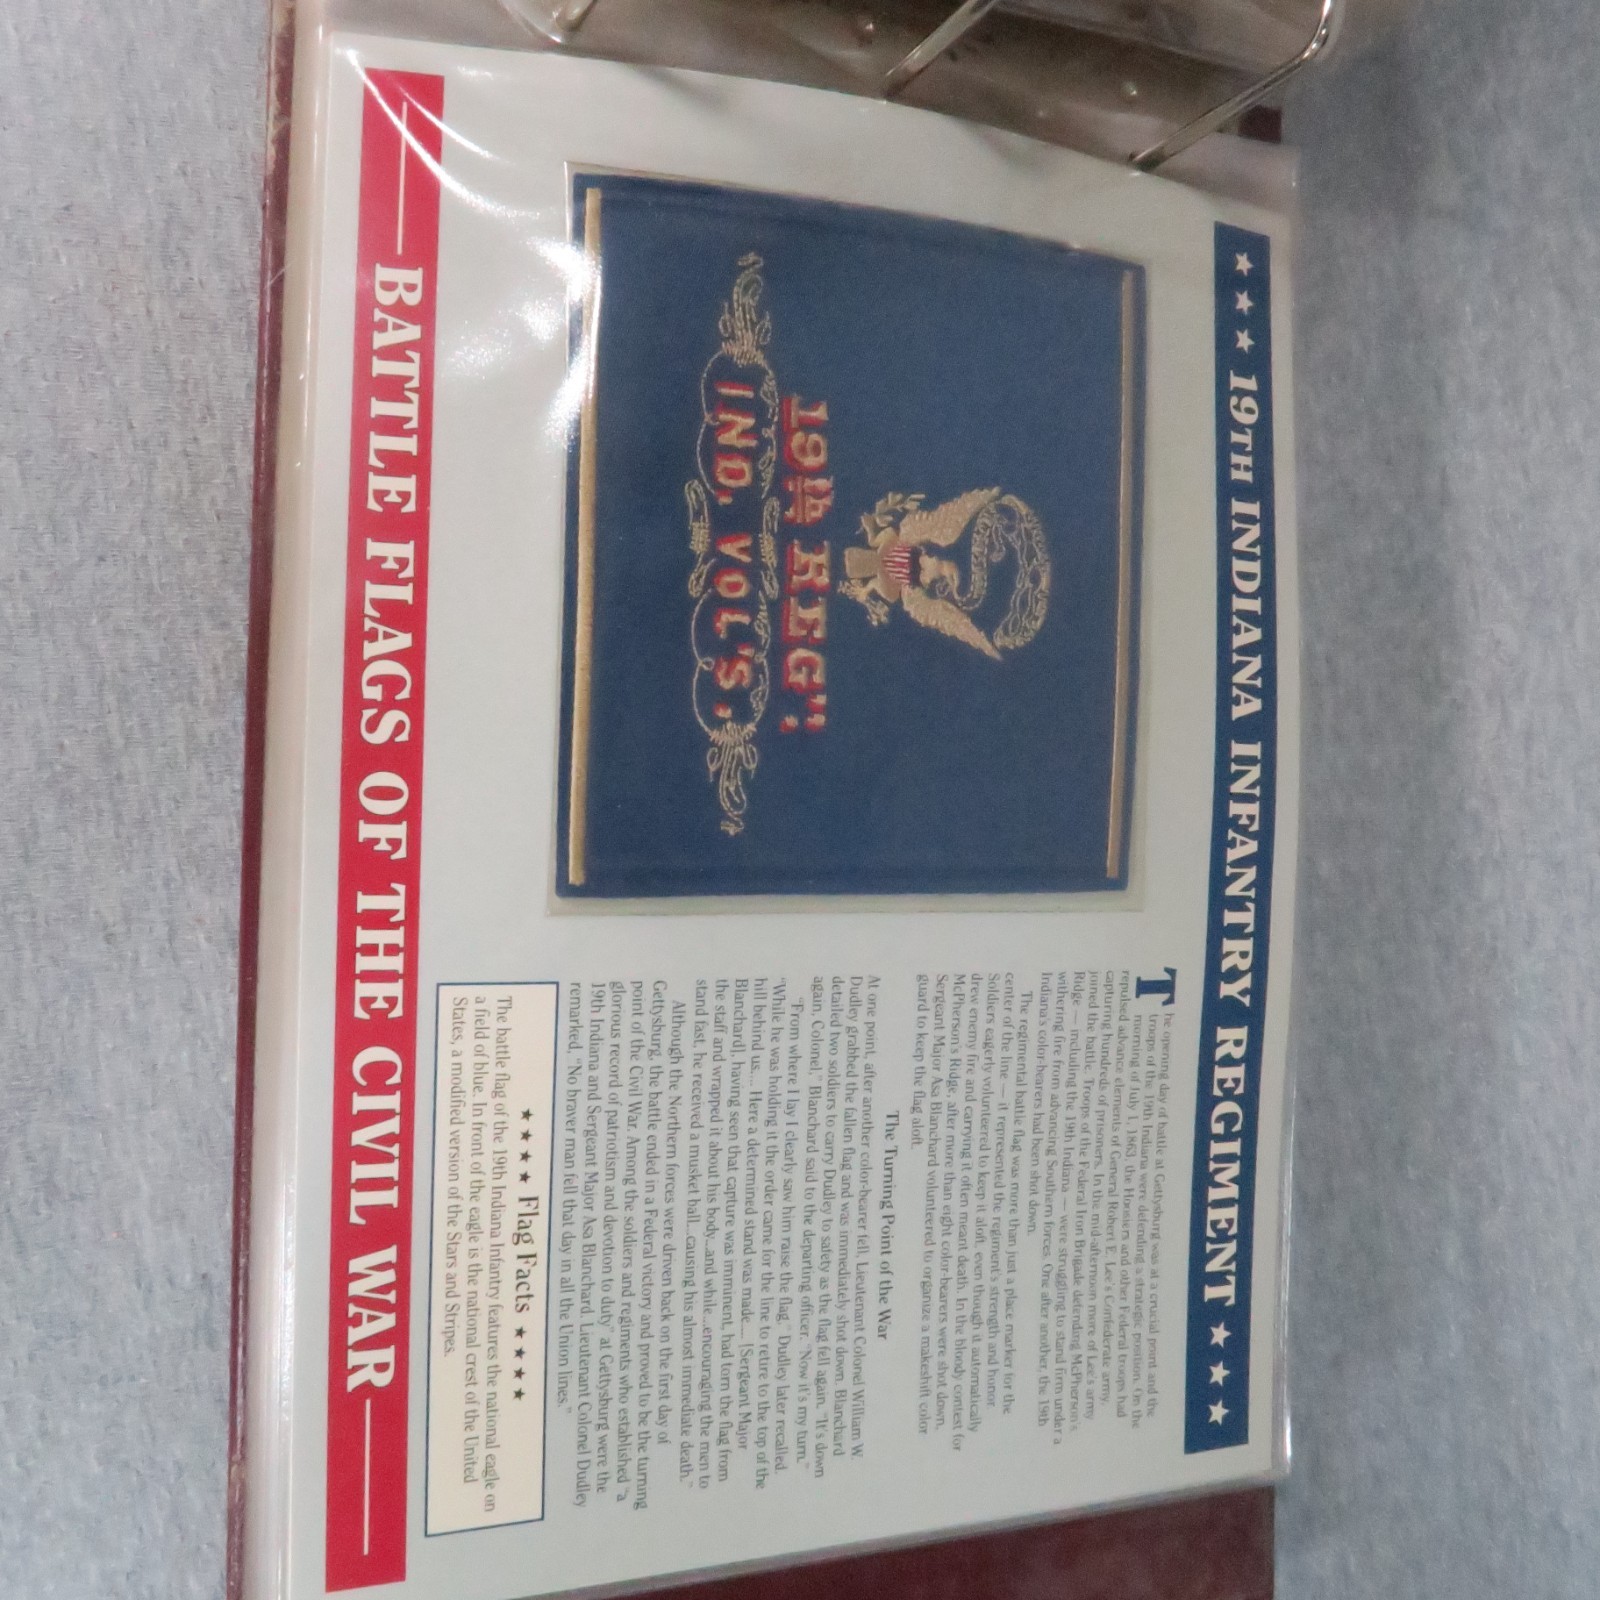 ★ ★ ★ 19TH INDIANA INFANTRY REGIMENT ★ ★ ★
19th REG't.
IND. VOL'S.
The opening day of battle at Gettysburg was at a crucial point and the
troops of the 19th Indiana were defending a strategic position. On the
morning of July 1, 1863, the Hoosiers and other Federal troops had
repulsed advance elements of General Robert E. Lee's Confederate army,
capturing hundreds of prisoners. In the mid-afternoon more of Lee's army
joined the battle. Troops of the Federal Iron Brigade defending McPherson's
Ridge — including the 19th Indiana — were struggling to stand firm under a
withering fire from advancing Southern forces. One after another, the 19th
Indiana's color-bearers had been shot down.
The regimental battle flag was more than just a place marker for the
center of the line — it represented the regiment's strength and honor.
Soldiers eagerly volunteered to keep it aloft, even though it automatically
drew enemy fire and carrying it often meant death. In the bloody contest for
McPherson's Ridge, after more than eight color-bearers were shot down,
Sergeant Major Asa Blanchard volunteered to organize a makeshift color
guard to keep the flag aloft.
The Turning Point of the War
At one point, after another color-bearer fell, Lieutenant Colonel William W.
Dudley grabbed the fallen flag and was immediately shot down. Blanchard
detailed two soldiers to carry Dudley to safety as the flag fell again. "It's down
again, Colonel," Blanchard said to the departing officer. "Now it's my turn."
"From where I lay I clearly saw him raise the flag," Dudley later recalled.
"While he was holding it the order came for the line to retire to the top of the
hill behind us.... Here a determined stand was made — [Sergeant Major
Blanchard], having seen that capture was imminent, had torn the flag from
the staff and wrapped it about his body...and while...encouraging the men to
stand fast, he received a musket ball...causing his almost immediate death."
Although the Northern forces were driven back on the first day of
Gettysburg, the battle ended in a Federal victory and proved to be the turning
point of the Civil War. Among the soldiers and regiments who established "a
glorious record of patriotism and devotion to duty" at Gettysburg were the
19th Indiana and Sergeant Major Asa Blanchard. Lieutenant Colonel Dudley
remarked, "No braver man fell that day in all the Union lines."
★ ★ ★ ★ Flag Facts ★ ★ ★ ★
The battle flag of the 19th Indiana Infantry features the national eagle on
a field of blue. In front of the eagle is the national crest of the United
States, a modified version of the Stars and Stripes.
BATTLE FLAGS OF THE CIVIL WAR